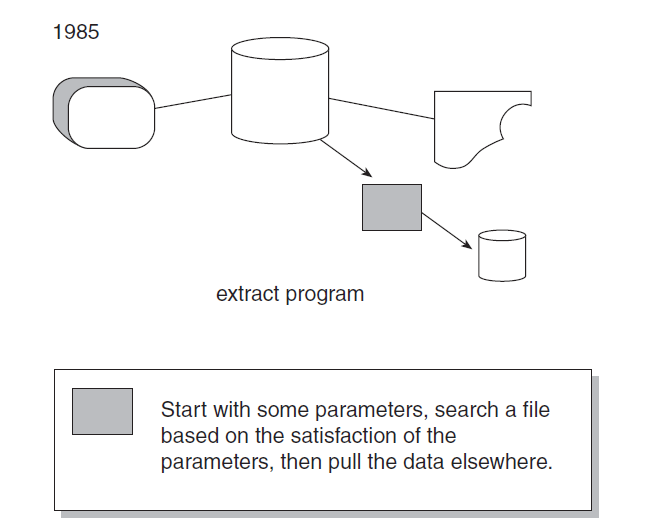 1985
extract program
Start with some parameters, search a file
based on the satisfaction of the
parameters, then pull the data elsewhere.